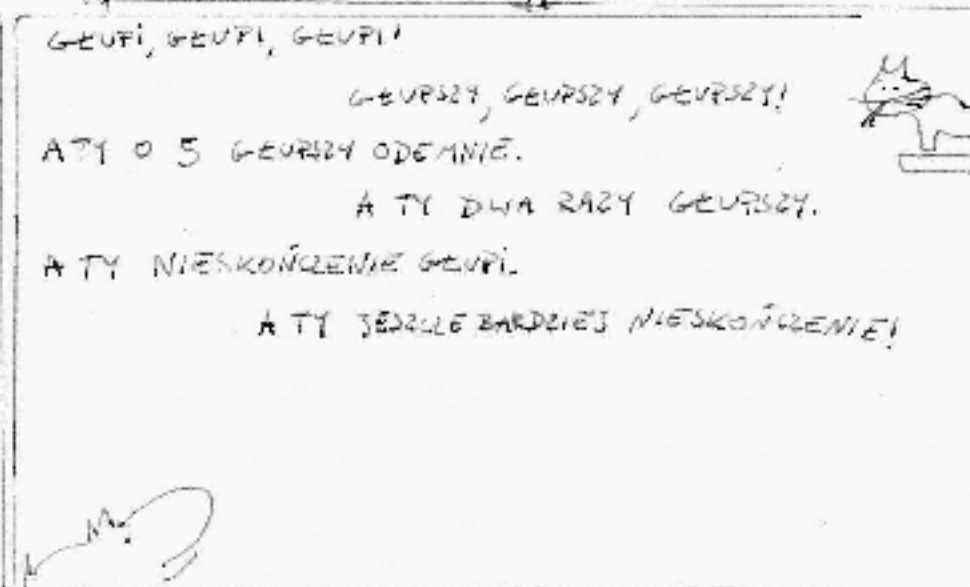 GŁUPI, GŁUPI, GŁUPI!
GŁUPSZY, GŁUPSZY, GŁUPSZY!
A TY O 5 GŁUPSZY ODEMNIE.
A TY DWA RAZY GŁUPSZY.
A TY NIESKOŃCZENIE GŁUPI.
A TY JESZCZE BARDZIEJ NIESKOŃCZENIE!